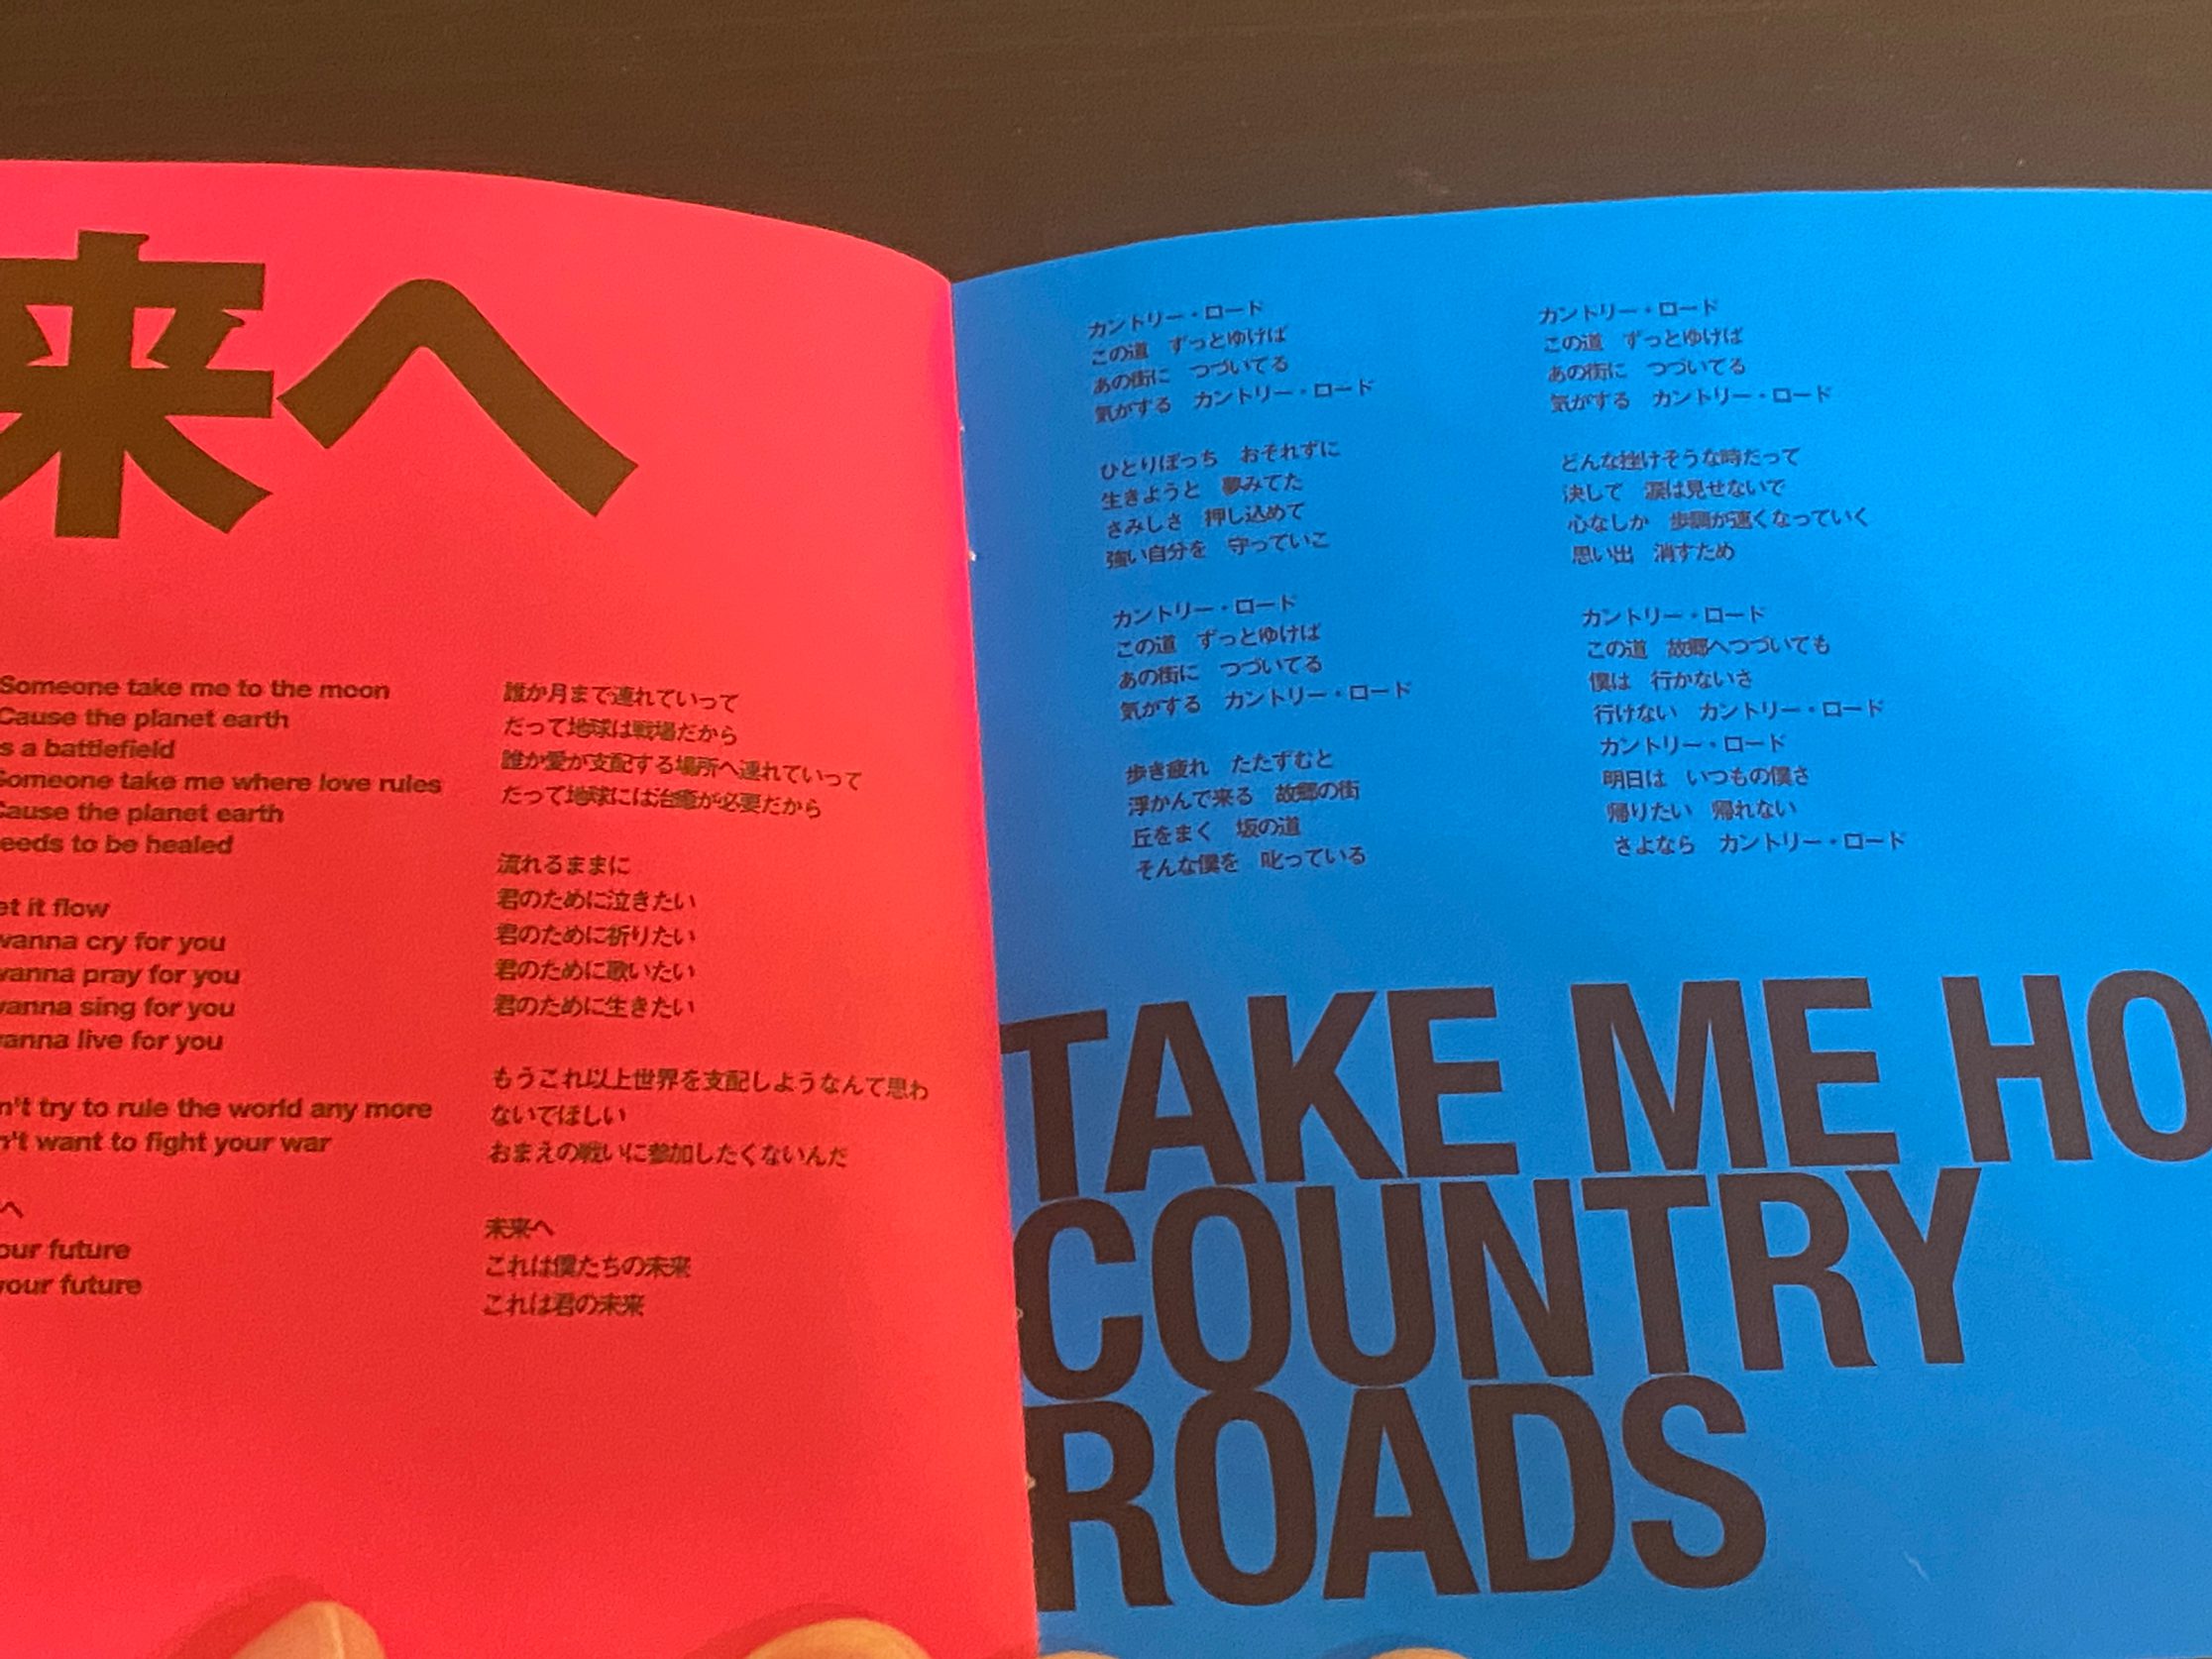 来へ
Someone take me to the moon
Cause the planet earth
s a battlefield
Someone take me where love rules
Cause the planet earth
eeds to be healed
et it flow
wanna cry for you
wanna pray for you
wanna sing for you
wanna live for you
n't try to rule the world any more
n't want to fight your war
へ
our future
your future
誰か月まで連れていって
だって地球は戦場だから
誰か愛が支配する場所へ連れていって
だって地球には治癒が必要だから
流れるままに
君のために泣きたい
君のために祈りたい
君のために歌いたい
君のために生きたい
もうこれ以上世界を支配しようなんて思わ
ないでほしい
おまえの戦いに参加したくないんだ
未来へ
これは僕たちの未来
これは君の未来
カントリー・ロード
この道　ずっとゆけば
あの街に　つづいてる
気がする　カントリー・ロード
ひとりぼっち　おそれずに
生きようと　夢みてた
さみしさ　押し込めて
強い自分を　守っていこ
カントリー・ロード
この道　ずっとゆけば
あの街に　つづいてる
気がする　カントリー・ロード
歩き疲れ　たたずむと
浮かんで来る　故郷の街
丘をまく　坂の道
そんな僕を　叱っている
カントリー・ロード
この道　ずっとゆけば
あの街に　つづいてる
気がする　カントリー・ロード
どんな挫けそうな時だって
決して　涙は見せないで
心なしか　歩調が速くなっていく
思い出　消すため
カントリー・ロード
この道　故郷へつづいても
僕は　行かないさ
行けない　カントリー・ロード
カントリー・ロード
明日は　いつもの僕さ
帰りたい　帰れない
さよなら　カントリー・ロード
TAKE ME HO
COUNTRY
ROADS